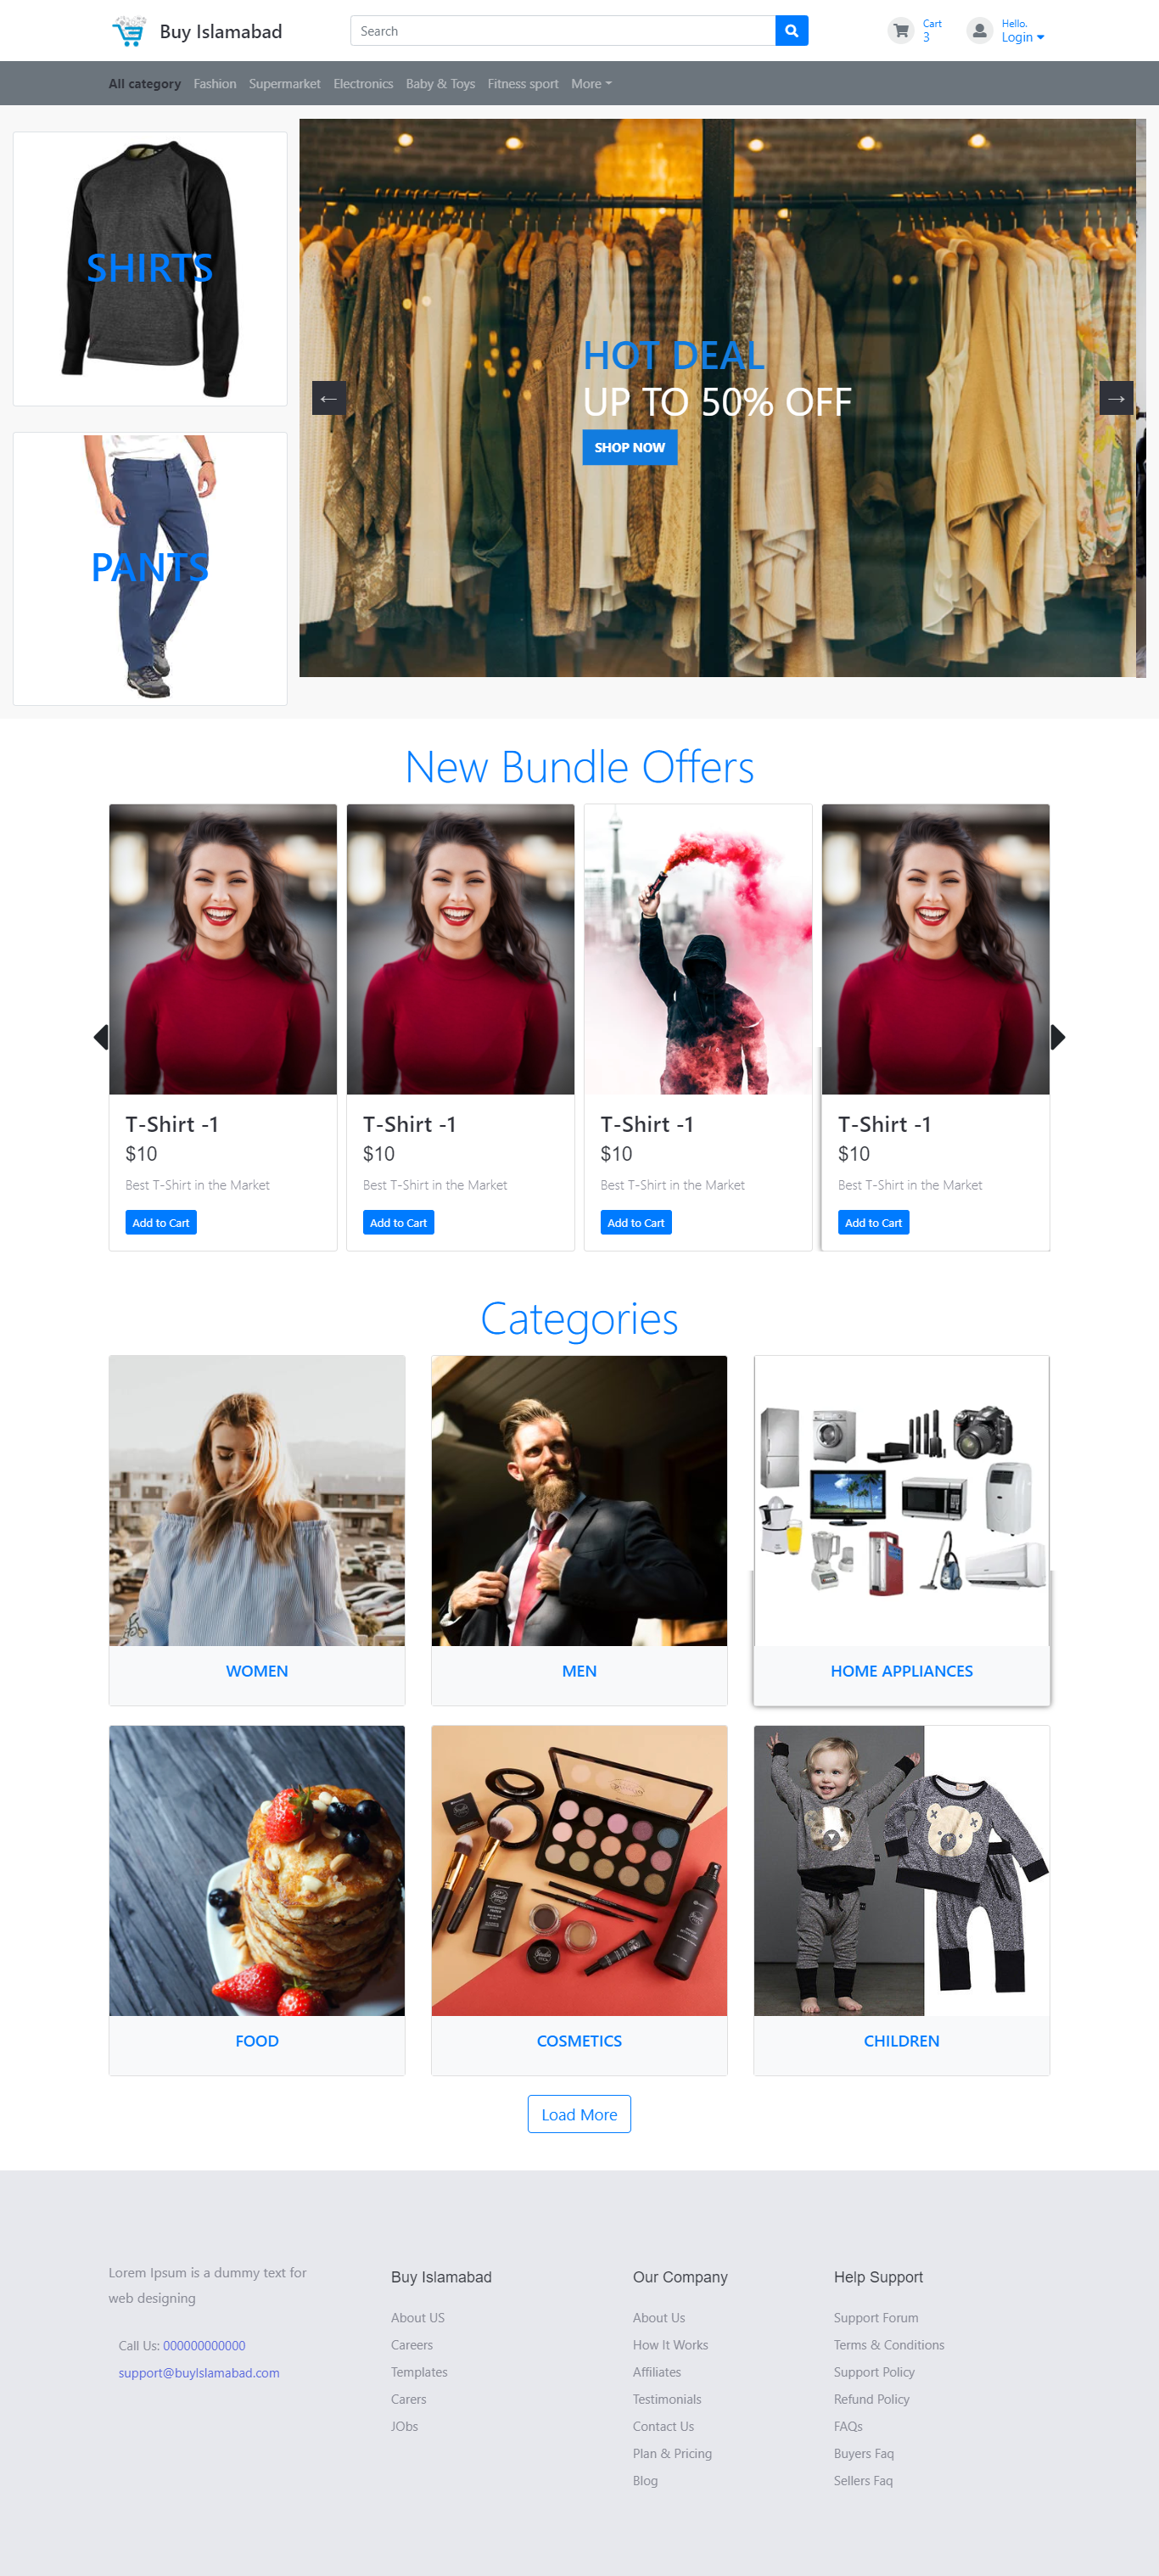 Buy Islamabad
Search
Cart
3
Hello.
Login
All category Fashion Supermarket Electronics Baby & Toys Fitness sport More
SHIRTS
PANTS
HOT DEAL
UP TO 50% OFF
SHOP NOW
←
→
New Bundle Offers
T-Shirt -1
$10
Best T-Shirt in the Market
Add to Cart
T-Shirt -1
$10
Best T-Shirt in the Market
Add to Cart
T-Shirt -1
$10
Best T-Shirt in the Market
Add to Cart
T-Shirt -1
$10
Best T-Shirt in the Market
Add to Cart
Categories
WOMEN
MEN
HOME APPLIANCES
FOOD
COSMETICS
CHILDREN
Load More
Lorem Ipsum is a dummy text for
web designing
Call Us: 000000000000
support@buyIslamabad.com
Buy Islamabad
About US
Careers
Templates
Carers
JObs
Our Company
About Us
How It Works
Affiliates
Testimonials
Contact Us
Plan & Pricing
Blog
Help Support
Support Forum
Terms & Conditions
Support Policy
Refund Policy
FAQs
Buyers Faq
Sellers Faq